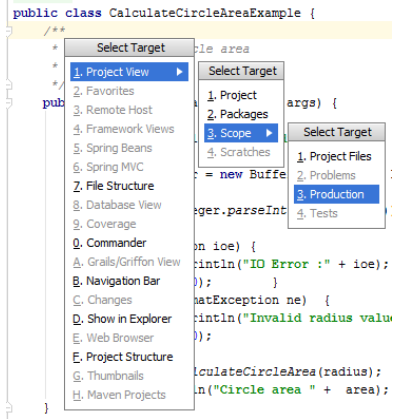 public class CalculateCircleAreaExample {
/**
* cle area
*
*/
pub args) {
r = new Buffe
eger.parseInt
on ioe) {
rintln("IO Error :" + ioe);
); }
matException ne) {
rintln("Invalid radius valu
);
lculateCircleArea(radius);
ln("Circle area " + area);
}
Select Target
1. Project View
2. Favorites
3. Remote Host
4. Framework Views
5. Spring Beans
6. Spring MVC
7. File Structure
8. Database View
9. Coverage
0. Commander
A. Grails/Griffon View
B. Navigation Bar
C. Changes
D. Show in Explorer
E. Web Browser
F. Project Structure
G. Thumbnails
H. Maven Projects
Select Target
1. Project
2. Packages
3. Scope
4. Scratches
Select Target
1. Project Files
2. Problems
3. Production
4. Tests